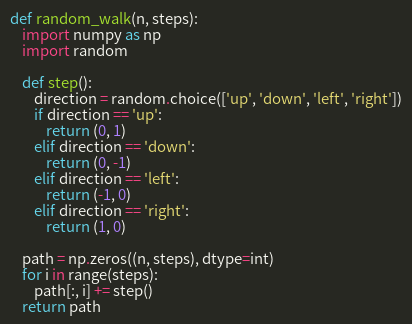 def random_walk(n, steps):
    import numpy as np
    import random

    def step():
        direction = random.choice(['up', 'down', 'left', 'right'])
        if direction == 'up':
            return (0, 1)
        elif direction == 'down':
            return (0, -1)
        elif direction == 'left':
            return (-1, 0)
        elif direction == 'right':
            return (1, 0)

    path = np.zeros((n, steps), dtype=int)
    for i in range(steps):
        path[:, i] += step()
    return path